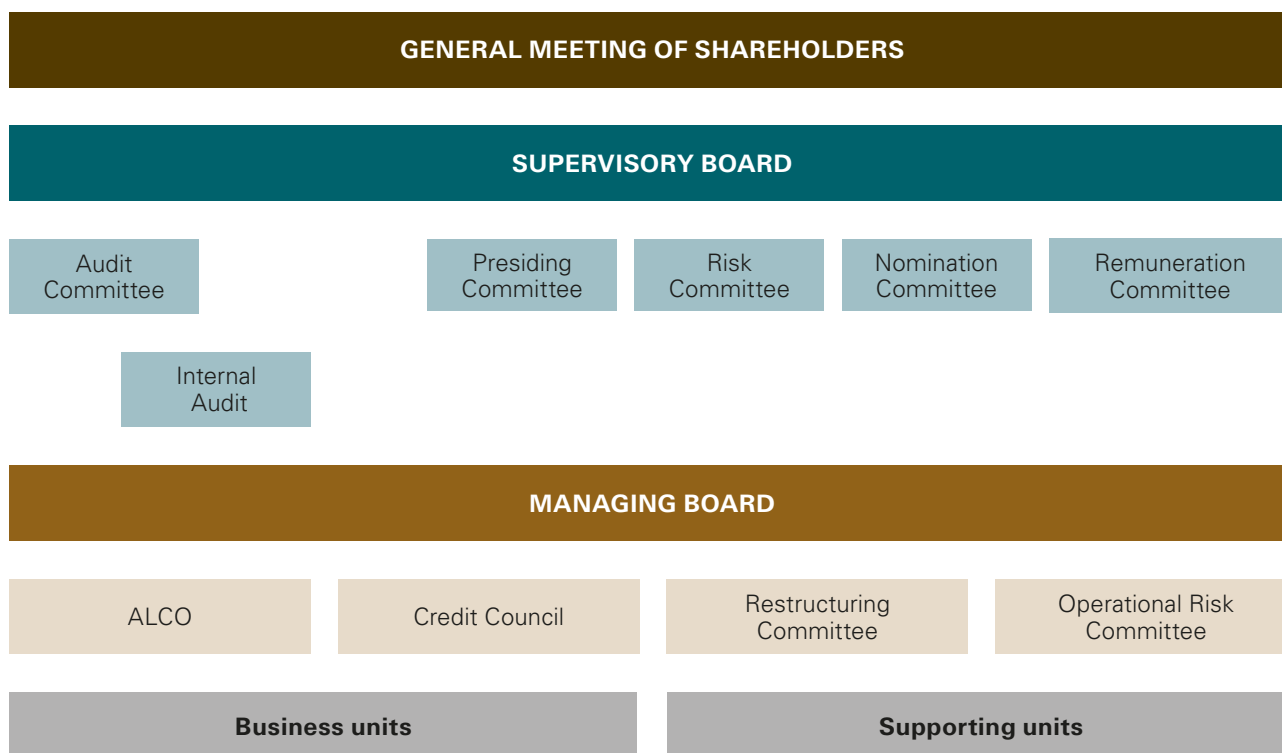 GENERAL MEETING OF SHAREHOLDERS
SUPERVISORY BOARD
Audit
Committee
Presiding
Committee
Risk
Committee
Nomination
Committee
Remuneration
Committee
Internal
Audit
MANAGING BOARD
ALCO
Credit Council
Restructuring
Committee
Operational Risk
Committee
Business units
Supporting units